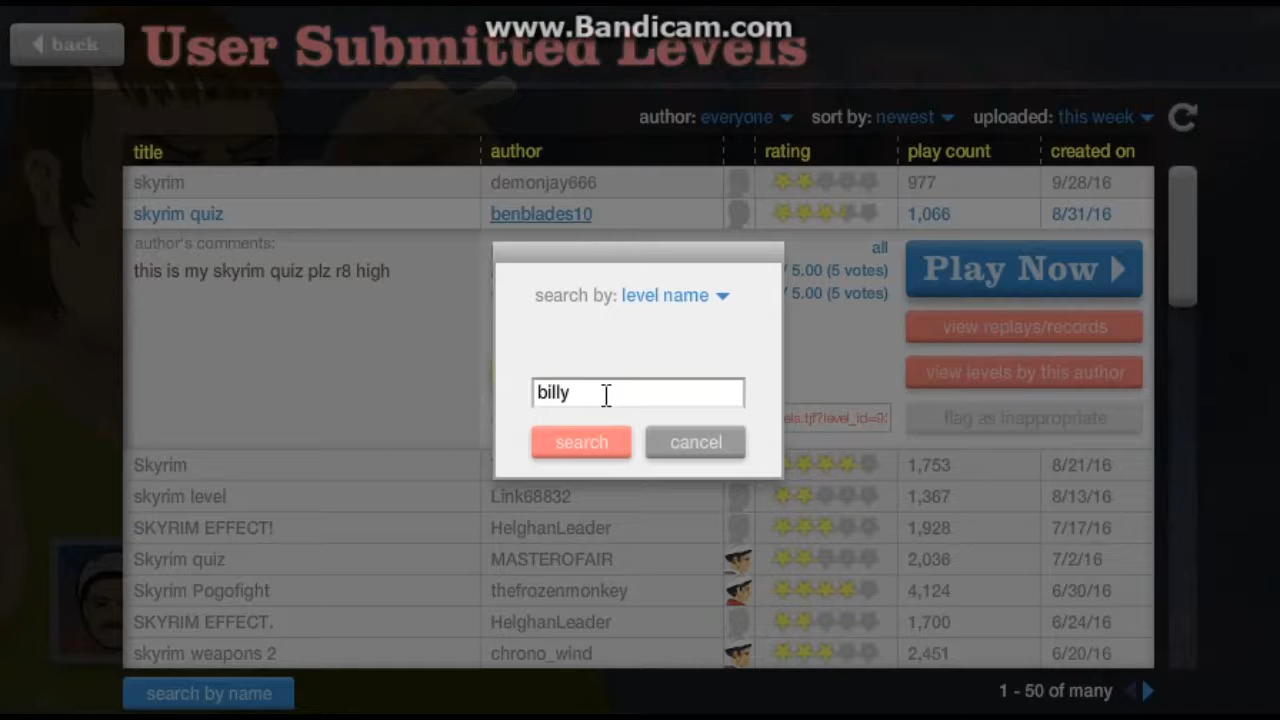 www.Bandicam.com
back
User Submitted Levels
author: everyone sort by: newest uploaded: this week
title author rating play count created on
skyrim demonjay666 977 9/28/16
skyrim quiz benblades10 1,066 8/31/16
author's comments:
this is my skyrim quiz plz r8 high
all
/ 5.00 (5 votes)
/ 5.00 (5 votes)
Play Now
view replays/records
view levels by this author
flag as inappropriate
search by: level name
billy
search cancel
Skyrim 1,753 8/21/16
skyrim level Link68832 1,367 8/13/16
SKYRIM EFFECT! HelghanLeader 1,928 7/17/16
Skyrim quiz MASTEROFAIR 2,036 7/2/16
Skyrim Pogofight thefrozenmonkey 4,124 6/30/16
SKYRIM EFFECT. HelghanLeader 1,700 6/24/16
skyrim weapons 2 chrono_wind 2,451 6/20/16
search by name
1 - 50 of many